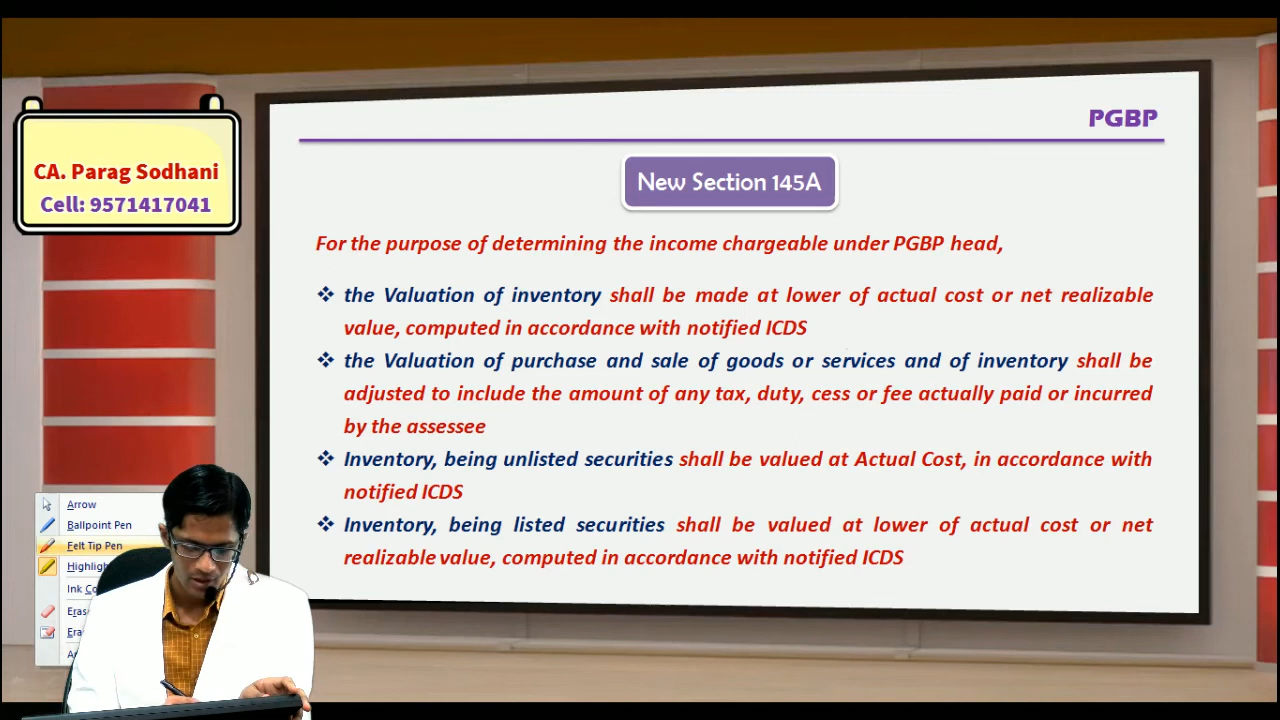 PGBP
CA. Parag Sodhani
Cell: 9571417041
New Section 145A
For the purpose of determining the income chargeable under PGBP head,
the Valuation of inventory shall be made at lower of actual cost or net realizable
value, computed in accordance with notified ICDS
the Valuation of purchase and sale of goods or services and of inventory shall be
adjusted to include the amount of any tax, duty, cess or fee actually paid or incurred
by the assessee
Inventory, being unlisted securities shall be valued at Actual Cost, in accordance with
notified ICDS
Inventory, being listed securities shall be valued at lower of actual cost or net
realizable value, computed in accordance with notified ICDS
Arrow
Ballpoint Pen
Felt Tip Pen
Highligh
Ink Co
Eras
Era